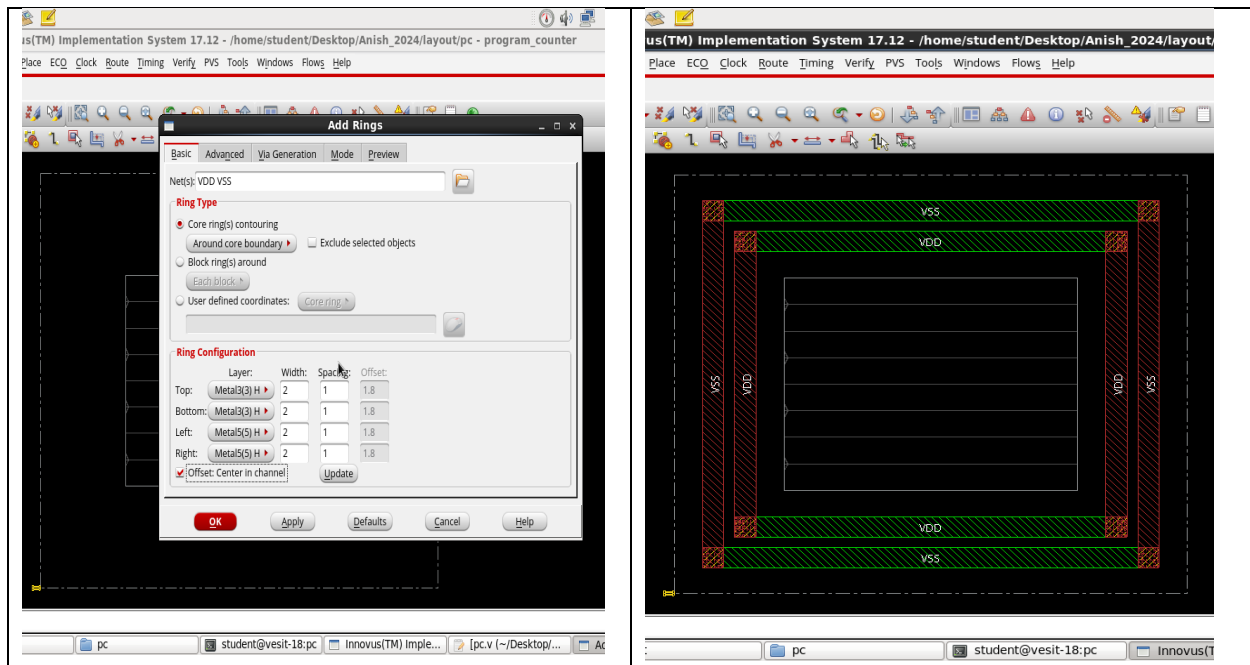 us(TM) Implementation System 17.12 - /home/student/Desktop/Anish_2024/layout/pc - program_counter
Place ECO Clock Route Timing Verify PVS Tools Windows Flows Help
Add Rings
Basic Advanced Via Generation Mode Preview
Net(s): VDD VSS
Ring Type
Core ring(s) contouring
Around core boundary Exclude selected objects
Block ring(s) around
Each block
User defined coordinates: Core ring
Ring Configuration
Layer: Width: Spacing: Offset:
Top: Metal3(3) H 2 1 1.8
Bottom: Metal3(3) H 2 1 1.8
Left: Metal5(5) H 2 1 1.8
Right: Metal5(5) H 2 1 1.8
Offset: Center in channel Update
OK Apply Defaults Cancel Help
pc student@vesit-18:pc Innovus(TM) Imple... [pc.v (~/Desktop/... Ad
us(TM) Implementation System 17.12 - /home/student/Desktop/Anish_2024/layout/
Place ECO Clock Route Timing Verify PVS Tools Windows Flows Help
VSS
VDD
VSS VDD VDD VSS
VDD
VSS
pc student@vesit-18:pc Innovus(T